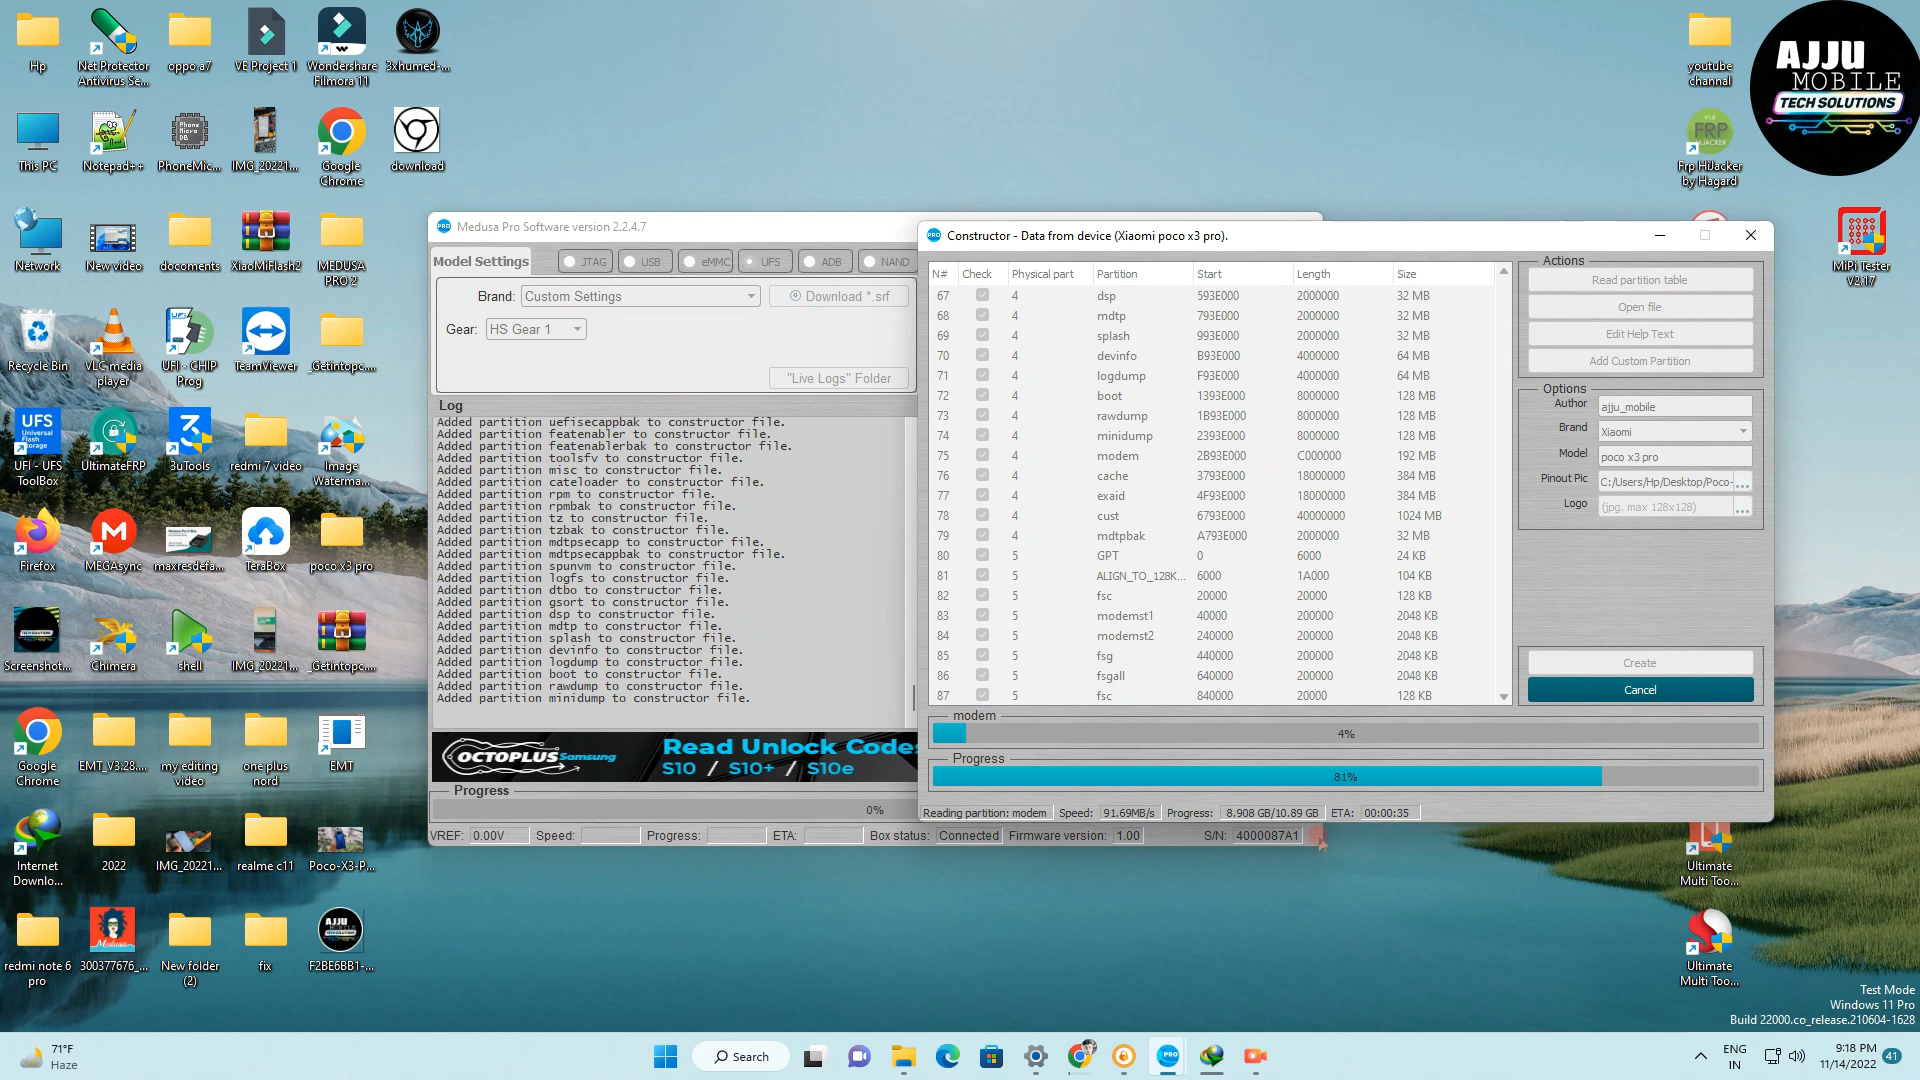 Hp
Net Protector
Antivirus Se...
oppo a7
VE Project 1
Wondershare
Filmora 11
3xhumed-...
youtube
channel
AJJU
MOBILE
TECH SOLUTIONS
This PC
Notepad++
Phone
Micro
DB
PhoneMic...
IMG_20221...
Google
Chrome
download
V1.0
FRP
HIJACKER
Frp HiJacker
by Hagard
Network
New video
docoments
XiaoMiFlash2
MEDUSA
PRO 2
MiPi Tester
V2.17
Recycle Bin
VLC media
player
UFi
UFI - CHIP
Prog
TeamViewer
_Getintopc....
UFS
Universal
Flash
Storage
UFI - UFS
ToolBox
UltimateFRP
3uTools
redmi 7 video
Image
Waterma...
Firefox
MEGAsync
maxresdefa...
TeraBox
poco x3 pro
Screenshot...
Chimera
shell
IMG_20221...
_Getintopc....
Google
Chrome
EMT_V3.28....
my editing
video
one plus
nord
EMT
Internet
Downlo...
2022
IMG_20221...
realme c11
Poco-X3-P...
redmi note 6
pro
Medusa
300377676_...
New folder
(2)
fix
AJJU
F2BE6BB1-...
Ultimate
Multi Too...
Ultimate
Multi Too...
PRO
Medusa Pro Software version 2.2.4.7
Model Settings
JTAG
USB
eMMC
UFS
ADB
NAND
Brand:
Custom Settings
Download *.srf
Gear:
HS Gear 1
"Live Logs" Folder
Log
Added partition uefisecappbak to constructor file.
Added partition featenabler to constructor file.
Added partition featenablerbak to constructor file.
Added partition toolsfv to constructor file.
Added partition misc to constructor file.
Added partition cateloader to constructor file.
Added partition rpm to constructor file.
Added partition rpmbak to constructor file.
Added partition tz to constructor file.
Added partition tzbak to constructor file.
Added partition mdtpsecapp to constructor file.
Added partition mdtpsecappbak to constructor file.
Added partition spunvm to constructor file.
Added partition logfs to constructor file.
Added partition dtbo to constructor file.
Added partition gsort to constructor file.
Added partition dsp to constructor file.
Added partition mdtp to constructor file.
Added partition splash to constructor file.
Added partition devinfo to constructor file.
Added partition logdump to constructor file.
Added partition boot to constructor file.
Added partition rawdump to constructor file.
Added partition minidump to constructor file.
OCTOPLUS Samsung
Read Unlock Codes
S10 / S10+ / S10e
Progress
0%
VREF: 0.00V Speed: Progress: ETA: Box status: Connected Firmware version: 1.00 S/N: 4000087A1
PRO
Constructor - Data from device (Xiaomi poco x3 pro).
N# Check Physical part Partition Start Length Size
67 4 dsp 593E000 2000000 32 MB
68 4 mdtp 793E000 2000000 32 MB
69 4 splash 993E000 2000000 32 MB
70 4 devinfo B93E000 4000000 64 MB
71 4 logdump F93E000 4000000 64 MB
72 4 boot 1393E000 8000000 128 MB
73 4 rawdump 1B93E000 8000000 128 MB
74 4 minidump 2393E000 8000000 128 MB
75 4 modem 2B93E000 C000000 192 MB
76 4 cache 3793E000 18000000 384 MB
77 4 exaid 4F93E000 18000000 384 MB
78 4 cust 6793E000 40000000 1024 MB
79 4 mdtpbak A793E000 2000000 32 MB
80 5 GPT 0 6000 24 KB
81 5 ALIGN_TO_128K... 6000 1A000 104 KB
82 5 fsc 20000 20000 128 KB
83 5 modemst1 40000 200000 2048 KB
84 5 modemst2 240000 200000 2048 KB
85 5 fsg 440000 200000 2048 KB
86 5 fsgall 640000 200000 2048 KB
87 5 fsc 840000 20000 128 KB
Actions
Read partition table
Open file
Edit Help Text
Add Custom Partition
Options
Author ajju_mobile
Brand Xiaomi
Model poco x3 pro
Pinout Pic C:/Users/Hp/Desktop/Poco- ...
Logo (jpg. max 128x128) ...
Create
Cancel
modem
4%
Progress
81%
Reading partition: modem Speed: 91.69MB/s Progress: 8.908 GB/10.89 GB ETA: 00:00:35
Test Mode
Windows 11 Pro
Build 22000.co_release.210604-1628
71°F
Haze
Search
PRO
ENG
IN
9:18 PM
11/14/2022
41